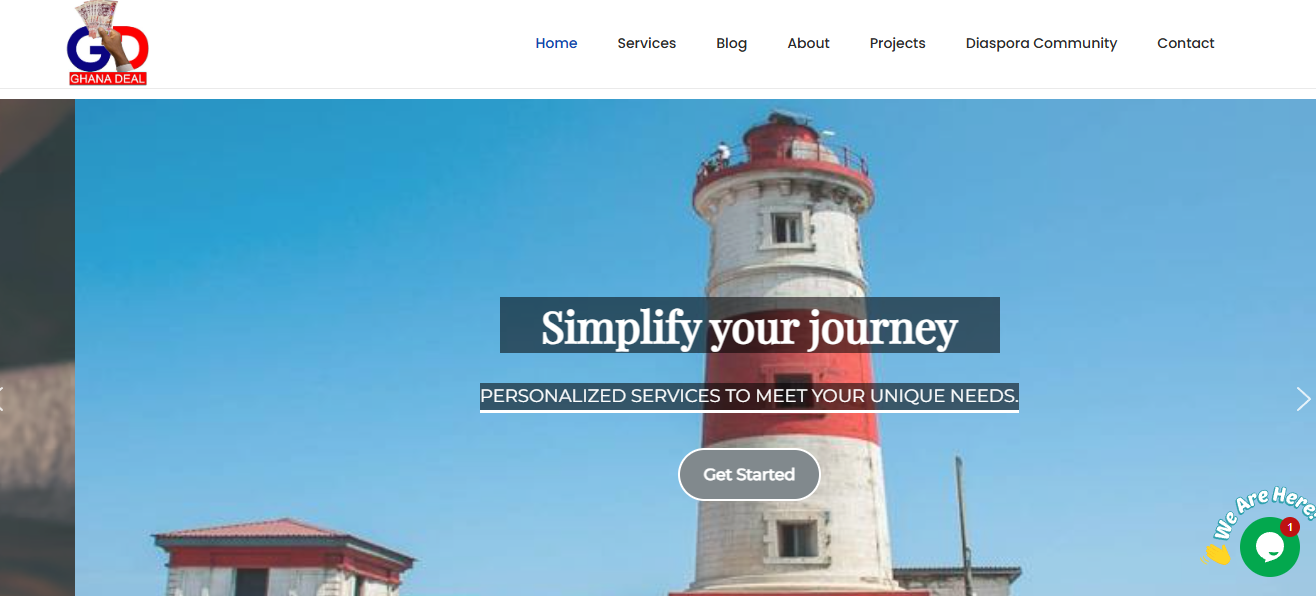 GD
GHANA DEAL
Home Services Blog About Projects Diaspora Community Contact
Simplify your journey
PERSONALIZED SERVICES TO MEET YOUR UNIQUE NEEDS.
Get Started
We Are Here!
1